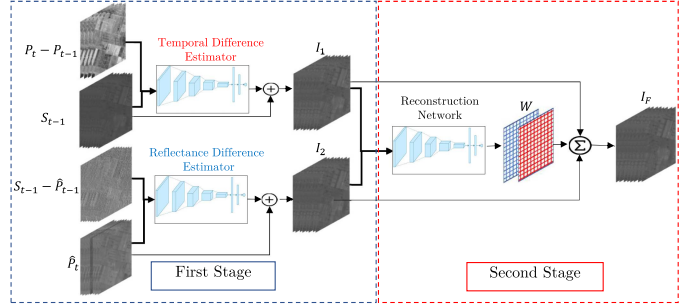 P_t − P_{t−1}
Temporal Difference
Estimator
I_1
S_{t−1}
Reconstruction
Network
W
I_F
+
Σ
Reflectance Difference
Estimator
I_2
S_{t−1} − P̂_{t−1}
+
P̂_t
First Stage
Second Stage